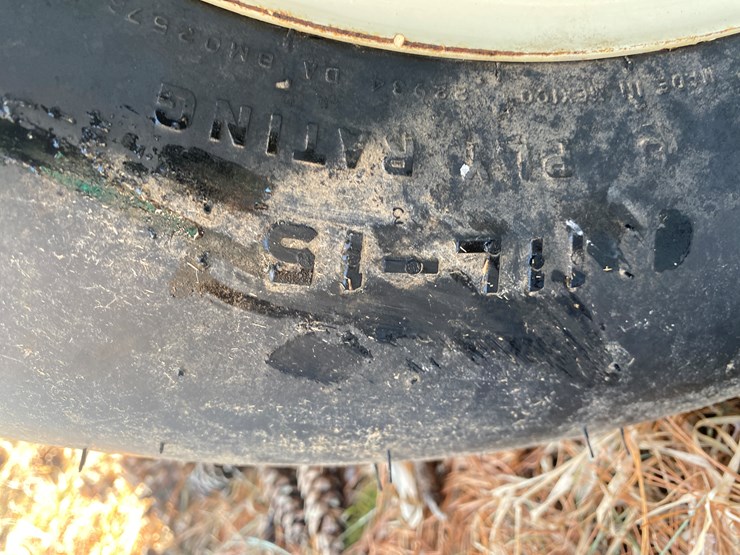 11L-15
PLY RATING
MADE IN MEXICO 22934 DA